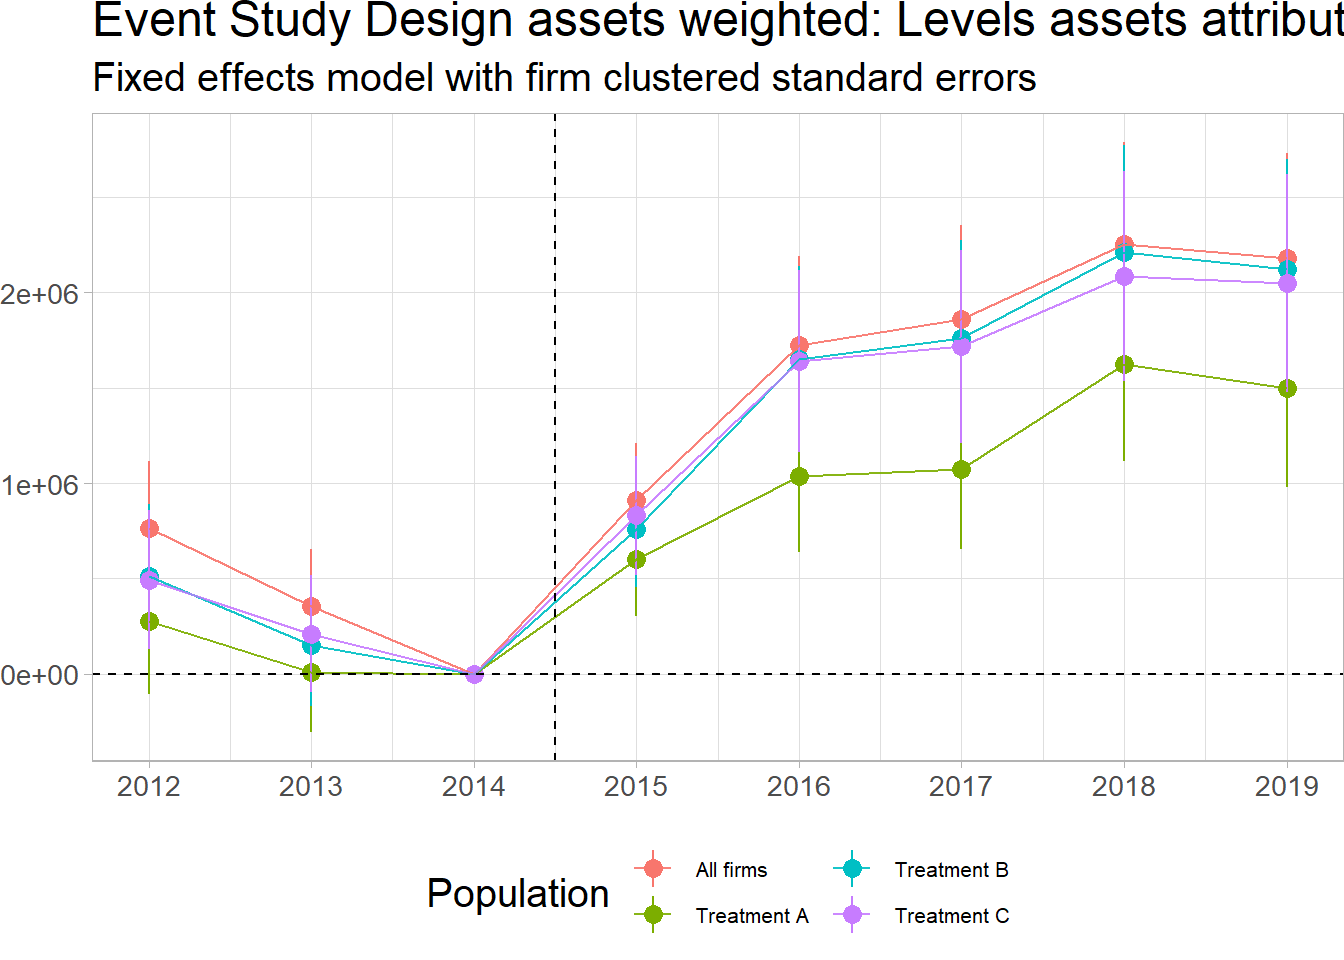 Event Study Design assets weighted: Levels assets attribut
Fixed effects model with firm clustered standard errors
2e+06
1e+06
0e+00
2012 2013 2014 2015 2016 2017 2018 2019
Population
All firms
Treatment B
Treatment A
Treatment C